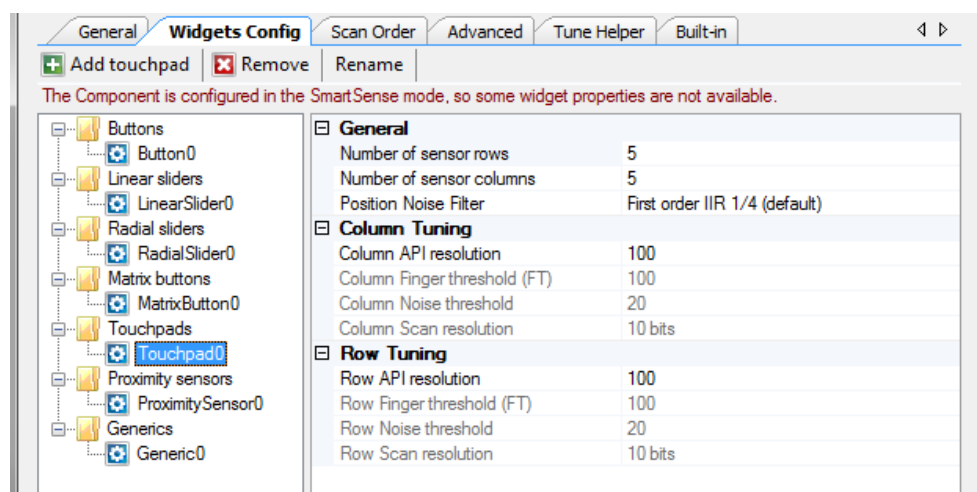 General Widgets Config Scan Order Advanced Tune Helper Built-in
Add touchpad Remove Rename
The Component is configured in the SmartSense mode, so some widget properties are not available.
Buttons
Button0
Linear sliders
LinearSlider0
Radial sliders
RadialSlider0
Matrix buttons
MatrixButton0
Touchpads
Touchpad0
Proximity sensors
ProximitySensor0
Generics
Generic0
General
Number of sensor rows 5
Number of sensor columns 5
Position Noise Filter First order IIR 1/4 (default)
Column Tuning
Column API resolution 100
Column Finger threshold (FT) 100
Column Noise threshold 20
Column Scan resolution 10 bits
Row Tuning
Row API resolution 100
Row Finger threshold (FT) 100
Row Noise threshold 20
Row Scan resolution 10 bits